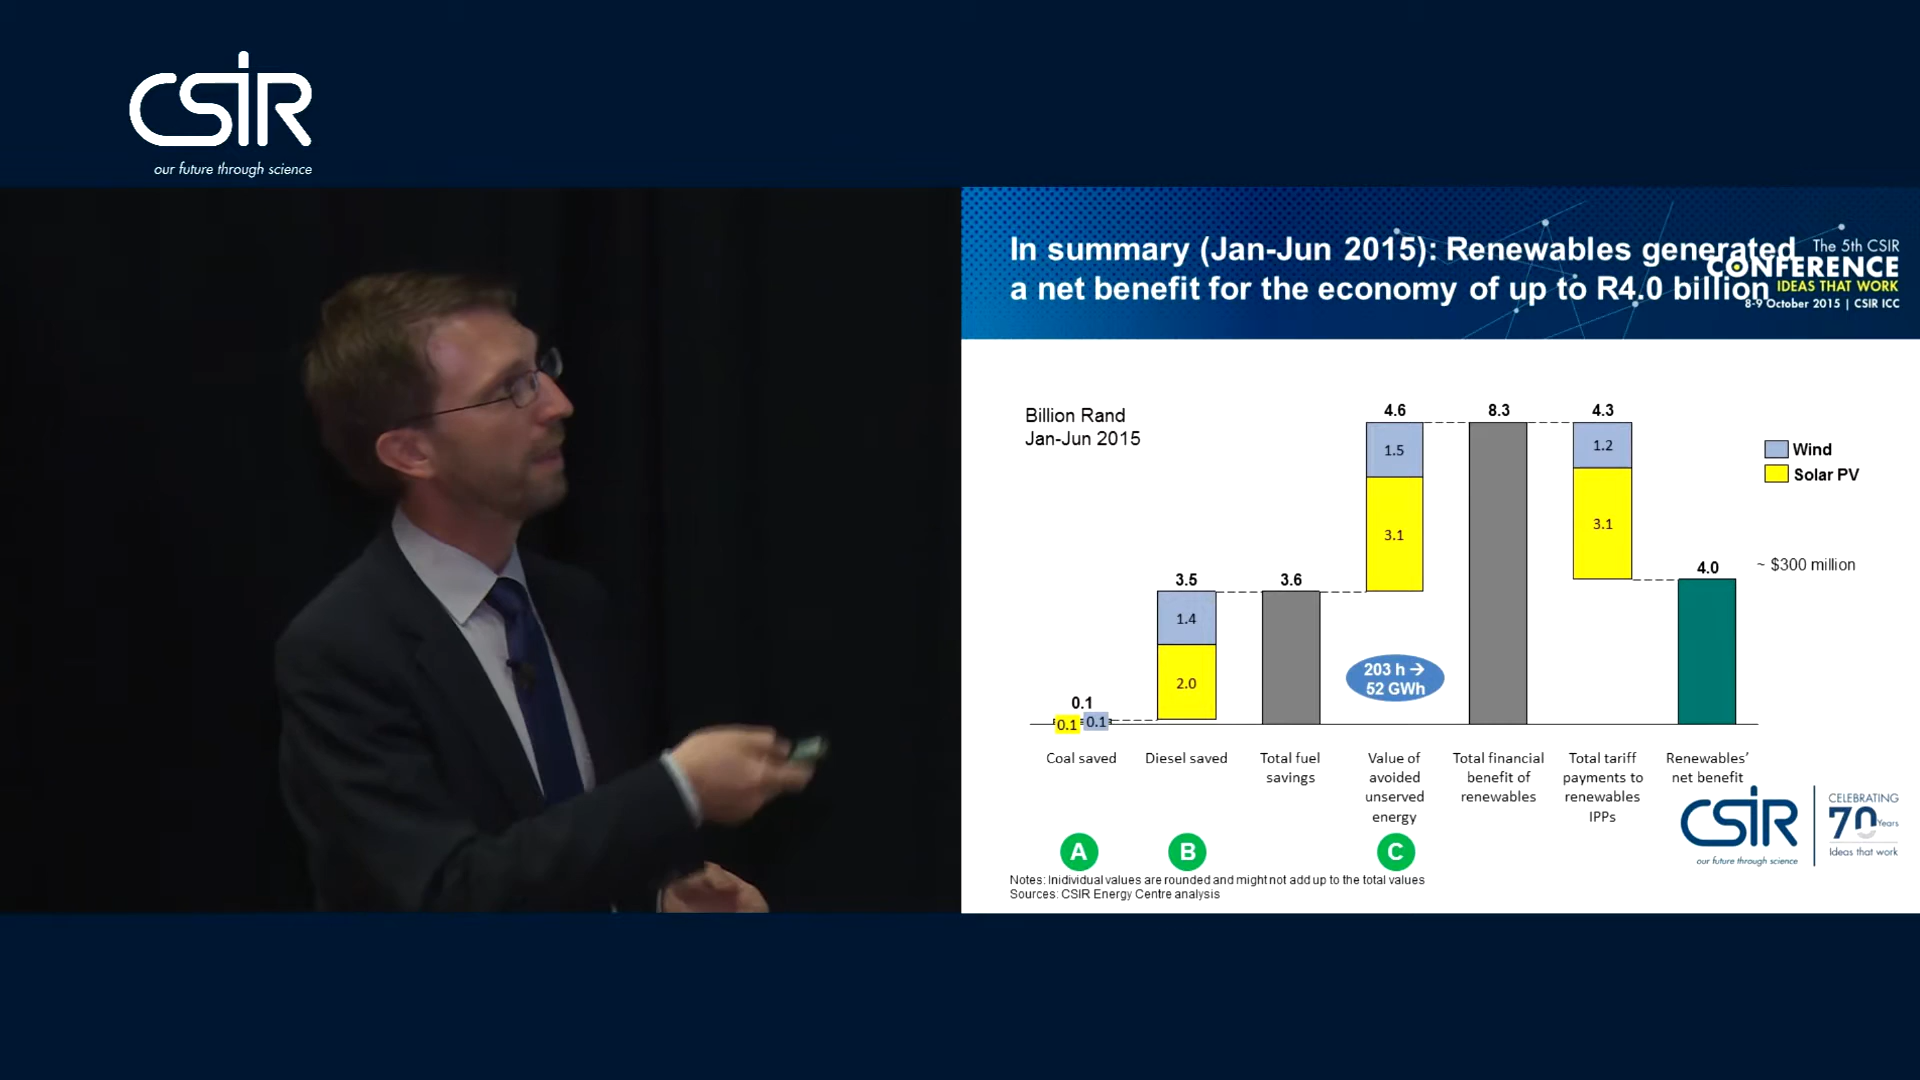 CSIR
our future through science
In summary (Jan-Jun 2015): Renewables generated
a net benefit for the economy of up to R4.0 billion
The 5th CSIR
CONFERENCE
IDEAS THAT WORK
8-9 October 2015 | CSIR ICC
Billion Rand
Jan-Jun 2015
4.6
8.3
4.3
1.5
1.2
Wind
Solar PV
3.1
3.1
3.5
3.6
4.0
~ $300 million
1.4
2.0
203 h →
52 GWh
0.1
0.1
0.1
Coal saved
Diesel saved
Total fuel
savings
Value of
avoided
unserved
energy
Total financial
benefit of
renewables
Total tariff
payments to
renewables
IPPs
Renewables’
net benefit
A
B
C
Notes: Inidividual values are rounded and might not add up to the total values
Sources: CSIR Energy Centre analysis
CSIR
our future through science
CELEBRATING
70 Years
Ideas that work